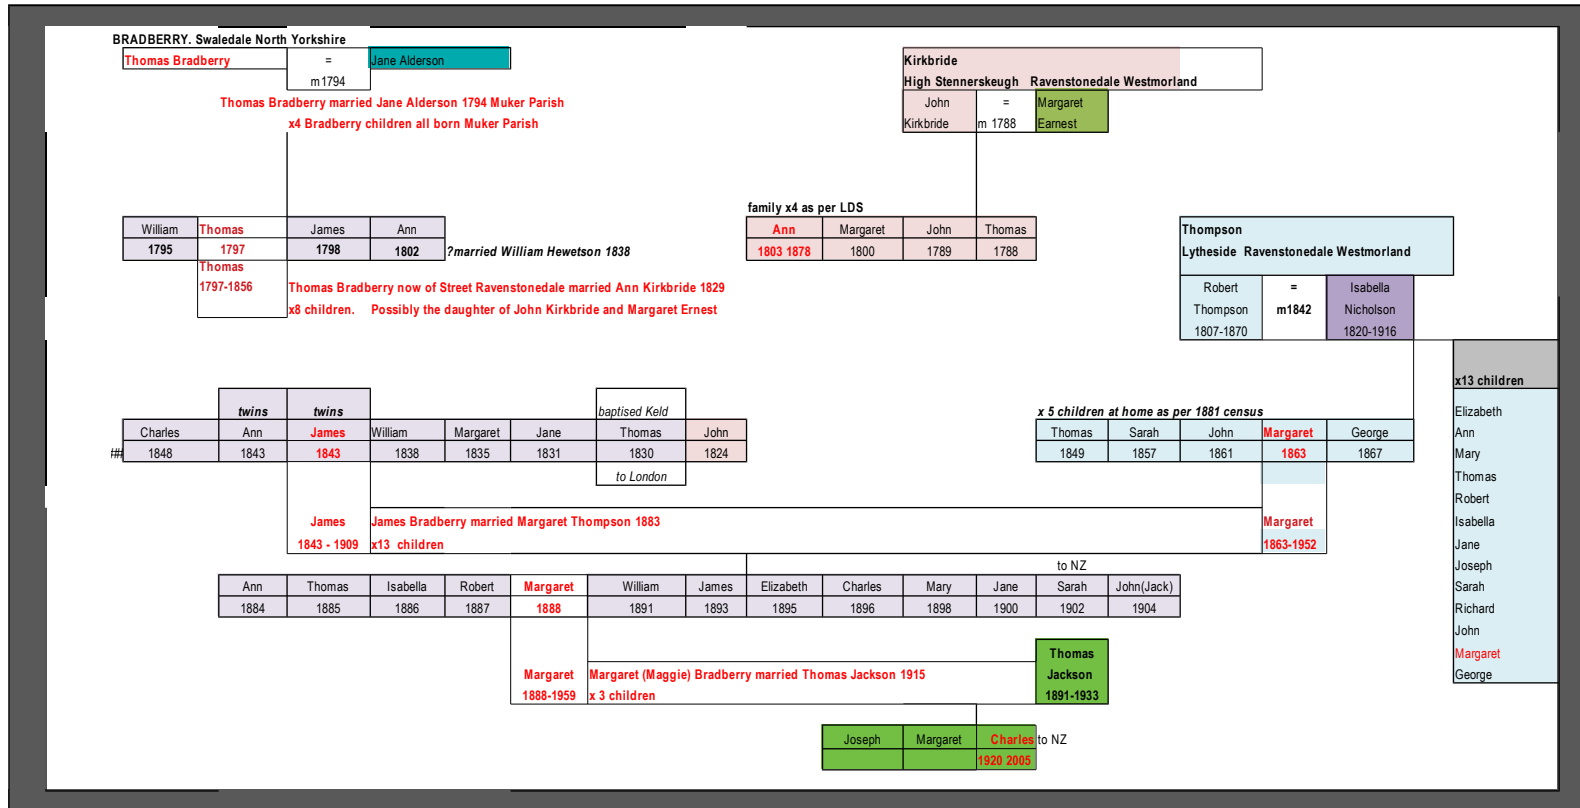 BRADBERRY. Swaledale North Yorkshire
Thomas Bradberry = Jane Alderson
m1794
Thomas Bradberry married Jane Alderson 1794 Muker Parish
x4 Bradberry children all born Muker Parish
Kirkbride
High Stennerskeugh Ravenstonedale Westmorland
John = Margaret
Kirkbride m 1788 Earnest
William Thomas James Ann
1795 1797 1798 1802 ?married William Hewetson 1838
Thomas
1797-1856 Thomas Bradberry now of Street Ravenstonedale married Ann Kirkbride 1829
x8 children. Possibly the daughter of John Kirkbride and Margaret Ernest
family x4 as per LDS
Ann Margaret John Thomas
1803 1878 1800 1789 1788
Thompson
Lytheside Ravenstonedale Westmorland
Robert = Isabella
Thompson m1842 Nicholson
1807-1870 1820-1916
x13 children
Elizabeth
Ann
Mary
Thomas
Robert
Isabella
Jane
Joseph
Sarah
Richard
John
Margaret
George
twins twins baptised Keld
Charles Ann James William Margaret Jane Thomas John
## 1848 1843 1843 1838 1835 1831 1830 1824
to London
x 5 children at home as per 1881 census
Thomas Sarah John Margaret George
1849 1857 1861 1863 1867
James James Bradberry married Margaret Thompson 1883 Margaret
1843 - 1909 x13 children 1863-1952
to NZ
Ann Thomas Isabella Robert Margaret William James Elizabeth Charles Mary Jane Sarah John(Jack)
1884 1885 1886 1887 1888 1891 1893 1895 1896 1898 1900 1902 1904
Thomas
Margaret Margaret (Maggie) Bradberry married Thomas Jackson 1915 Jackson
1888-1959 x 3 children 1891-1933
Joseph Margaret Charles to NZ
1920 2005